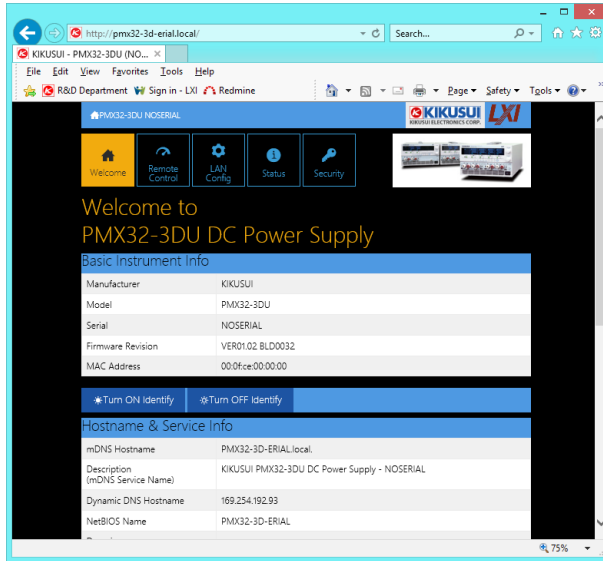 http://pmx32-3d-erial.local/
Search...
KIKUSUI - PMX32-3DU (NO...
File Edit View Favorites Tools Help
R&D Department Sign in - LXI Redmine
Page Safety Tools
PMX32-3DU NOSERIAL
KIKUSUI
KIKUSUI ELECTRONICS CORP.
LXI
Welcome
Remote Control
LAN Config
Status
Security
Welcome to
PMX32-3DU DC Power Supply
Basic Instrument Info
Manufacturer KIKUSUI
Model PMX32-3DU
Serial NOSERIAL
Firmware Revision VER01.02 BLD0032
MAC Address 00:0f:ce:00:00:00
Turn ON Identify Turn OFF Identify
Hostname & Service Info
mDNS Hostname PMX32-3D-ERIAL.local.
Description KIKUSUI PMX32-3DU DC Power Supply - NOSERIAL
(mDNS Service Name)
Dynamic DNS Hostname 169.254.192.93
NetBIOS Name PMX32-3D-ERIAL
75%